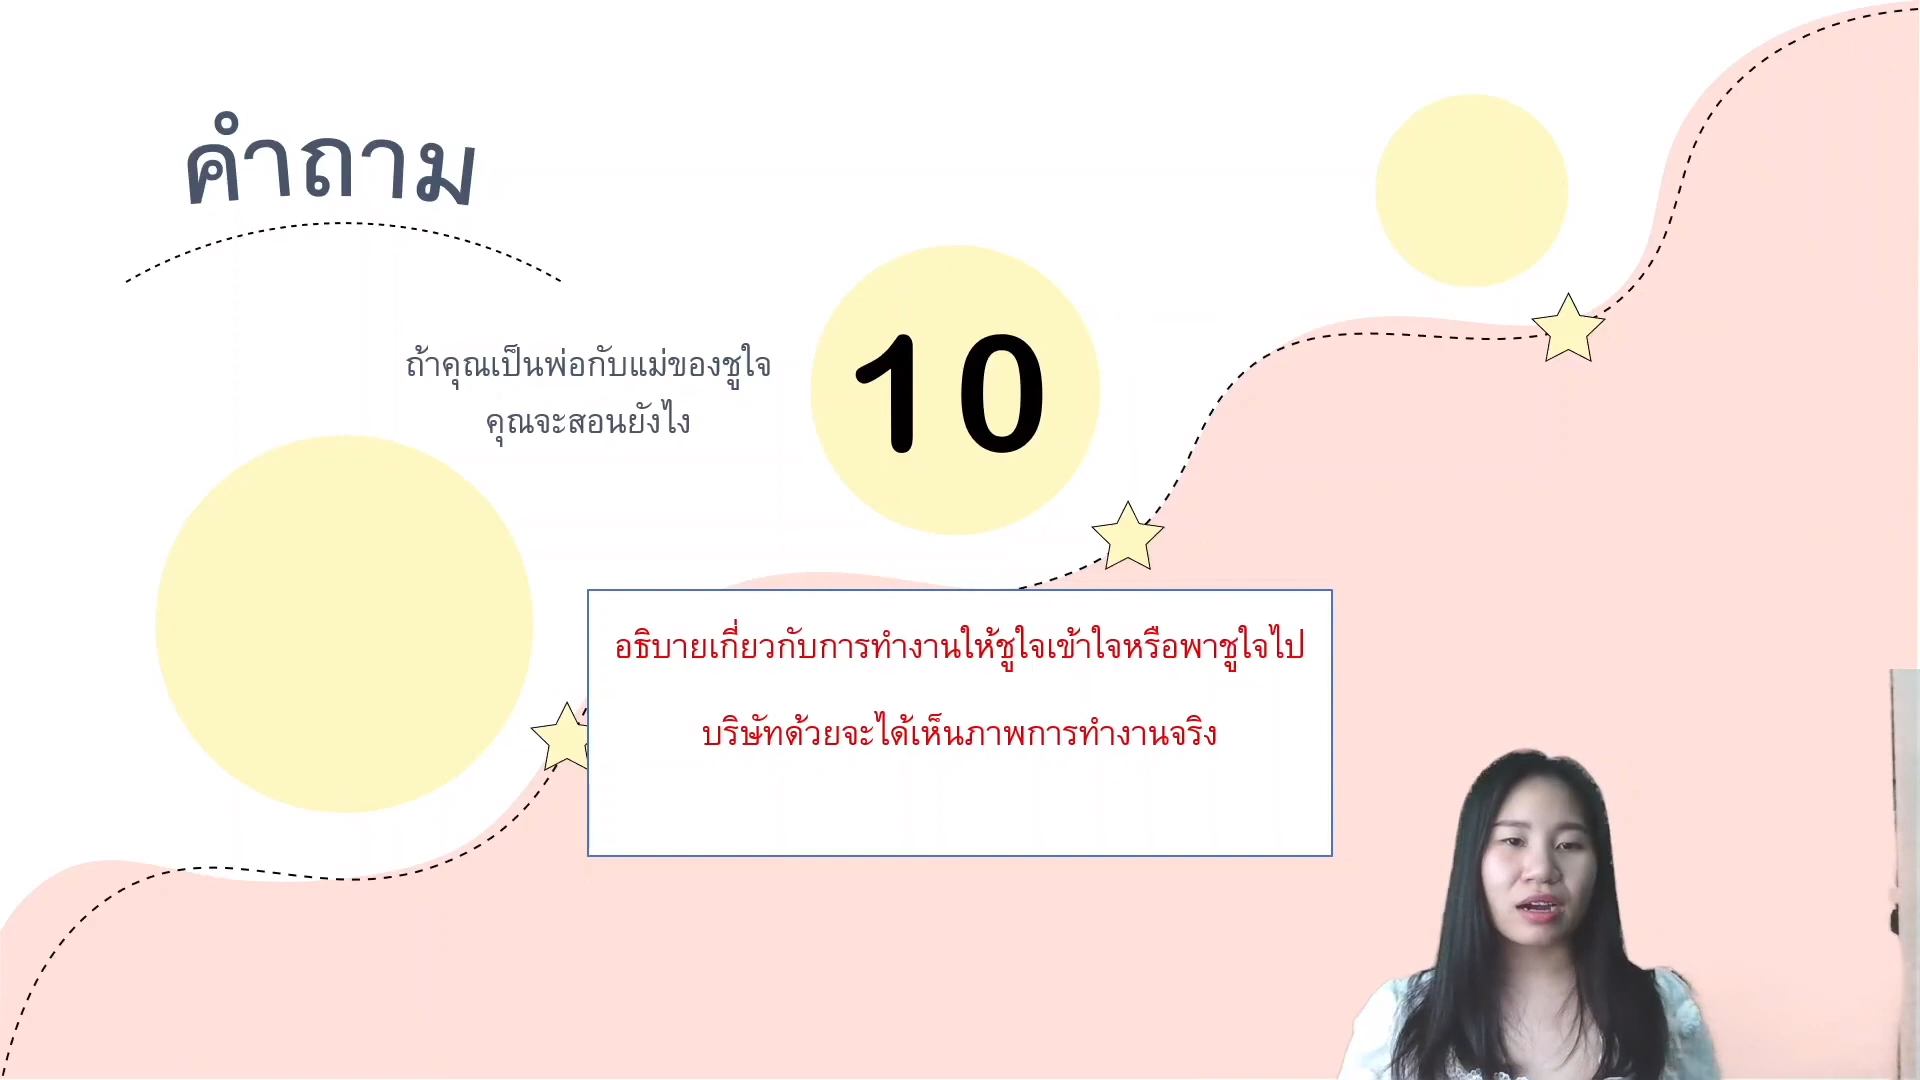 คำถาม
ถ้าคุณเป็นพ่อกับแม่ของชูใจ
คุณจะสอนยังไง
10
อธิบายเกี่ยวกับการทำงานให้ชูใจเข้าใจหรือพาชูใจไป
บริษัทด้วยจะได้เห็นภาพการทำงานจริง